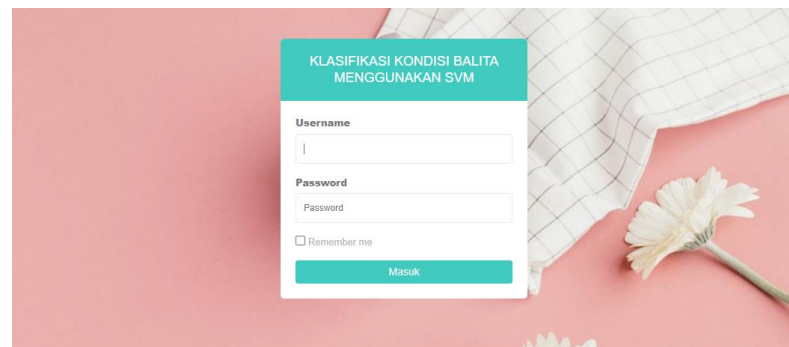 KLASIFIKASI KONDISI BALITA
MENGGUNAKAN SVM
Username
Password
Password
Remember me
Masuk